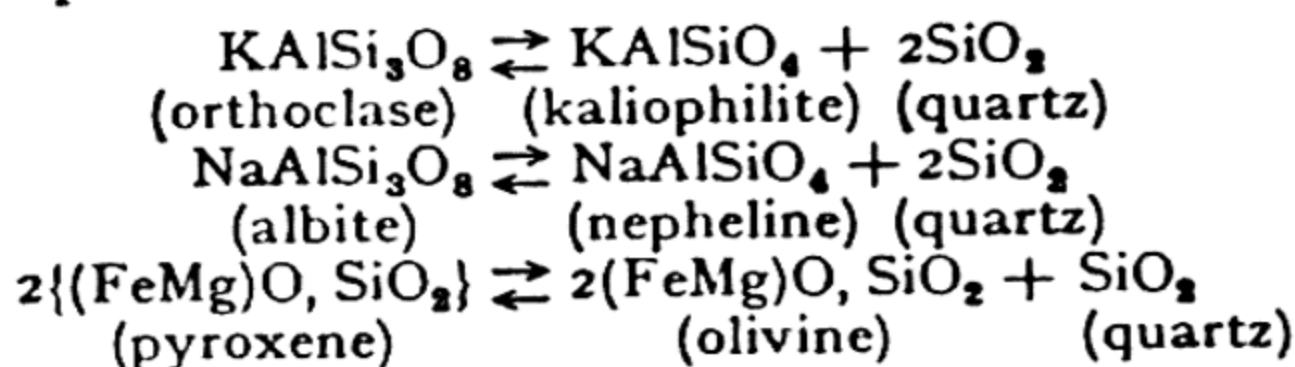 KAlSi₃O₈ ⇄ KAlSiO₄ + 2SiO₂
(orthoclase) (kaliophilite) (quartz)
NaAlSi₃O₈ ⇄ NaAlSiO₄ + 2SiO₂
(albite) (nepheline) (quartz)
2{(FeMg)O, SiO₂} ⇄ 2(FeMg)O, SiO₂ + SiO₂
(pyroxene) (olivine) (quartz)